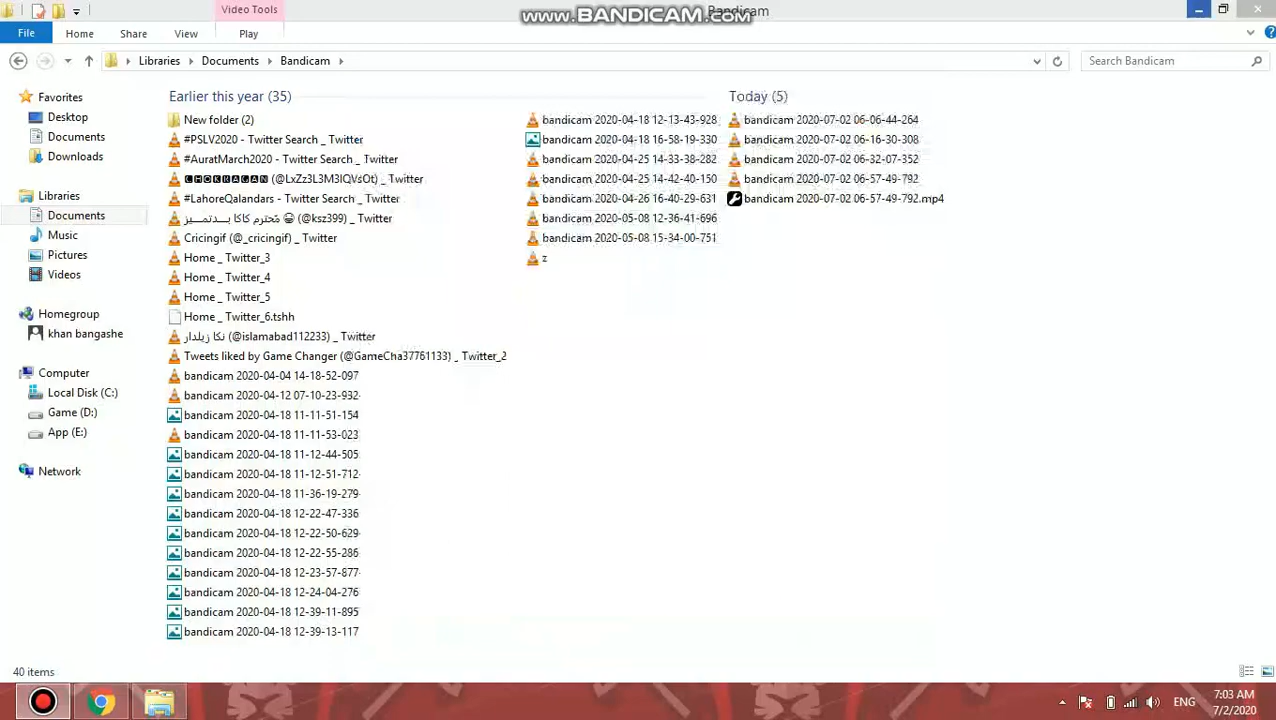 Video Tools
www.BANDICAM.com
Bandicam
File
Home
Share
View
Play
Libraries
Documents
Bandicam
Search Bandicam
Favorites
Desktop
Documents
Downloads
Libraries
Documents
Music
Pictures
Videos
Homegroup
khan bangashe
Computer
Local Disk (C:)
Game (D:)
App (E:)
Network
Earlier this year (35)
New folder (2)
#PSLV2020 - Twitter Search _ Twitter
#AuratMarch2020 - Twitter Search _ Twitter
🅲🅷🅾🅺🅺🅰🅶🅰🅽 (@LxZz3L3M3IQVsOt) _ Twitter
#LahoreQalandars - Twitter Search _ Twitter
مُحترم كاكا بــدتمــيــز 😀 (@ksz399) _ Twitter
Cricingif (@_cricingif) _ Twitter
Home _ Twitter_3
Home _ Twitter_4
Home _ Twitter_5
Home _ Twitter_6.tshh
نکا زیلدار (@islamabad112233) _ Twitter
Tweets liked by Game Changer (@GameCha37761133) _ Twitter_2
bandicam 2020-04-04 14-18-52-097
bandicam 2020-04-12 07-10-23-932
bandicam 2020-04-18 11-11-51-154
bandicam 2020-04-18 11-11-53-023
bandicam 2020-04-18 11-12-44-505
bandicam 2020-04-18 11-12-51-712
bandicam 2020-04-18 11-36-19-279
bandicam 2020-04-18 12-22-47-336
bandicam 2020-04-18 12-22-50-629
bandicam 2020-04-18 12-22-55-286
bandicam 2020-04-18 12-23-57-877
bandicam 2020-04-18 12-24-04-276
bandicam 2020-04-18 12-39-11-895
bandicam 2020-04-18 12-39-13-117
bandicam 2020-04-18 12-13-43-928
bandicam 2020-04-18 16-58-19-330
bandicam 2020-04-25 14-33-38-282
bandicam 2020-04-25 14-42-40-150
bandicam 2020-04-26 16-40-29-631
bandicam 2020-05-08 12-36-41-696
bandicam 2020-05-08 15-34-00-751
z
Today (5)
bandicam 2020-07-02 06-06-44-264
bandicam 2020-07-02 06-16-30-308
bandicam 2020-07-02 06-32-07-352
bandicam 2020-07-02 06-57-49-792
bandicam 2020-07-02 06-57-49-792.mp4
40 items
ENG
7:03 AM
7/2/2020